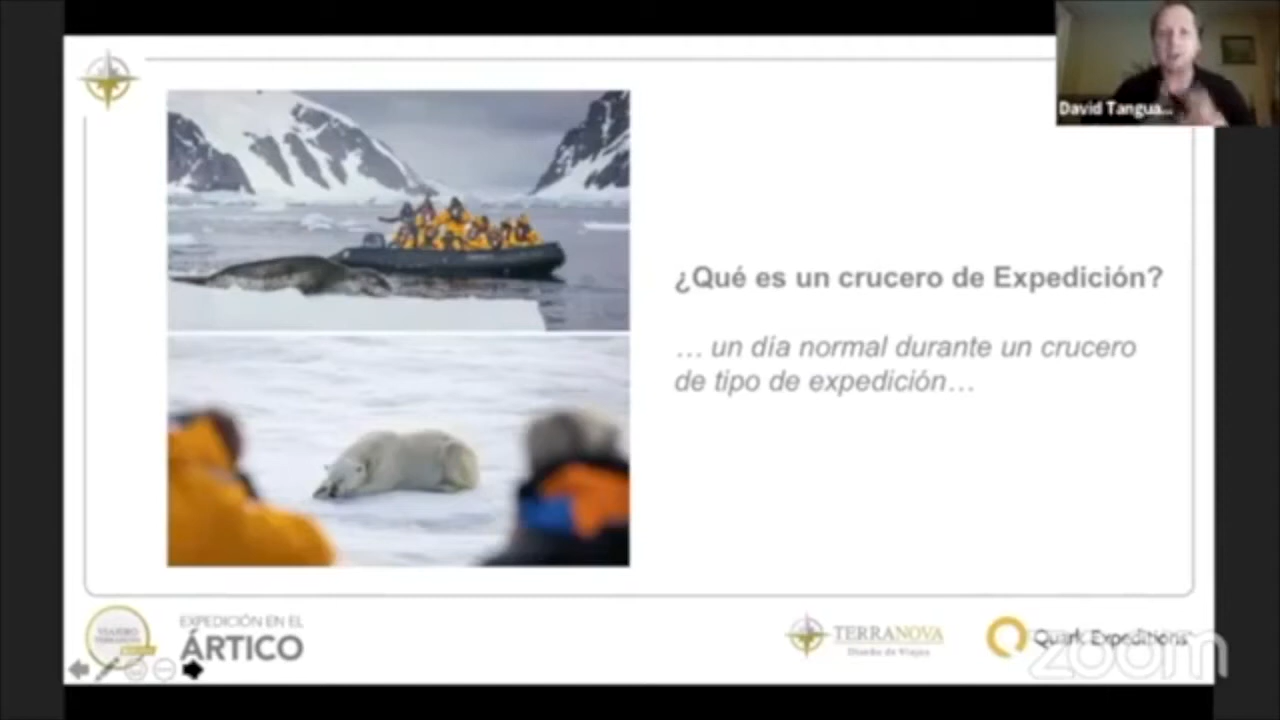 David Tangua...
¿Qué es un crucero de Expedición?
… un día normal durante un crucero
de tipo de expedición…
EXPEDICIÓN EN EL
ÁRTICO
TERRANOVA
Diseño de Viajes
Quark Expeditions
zoom